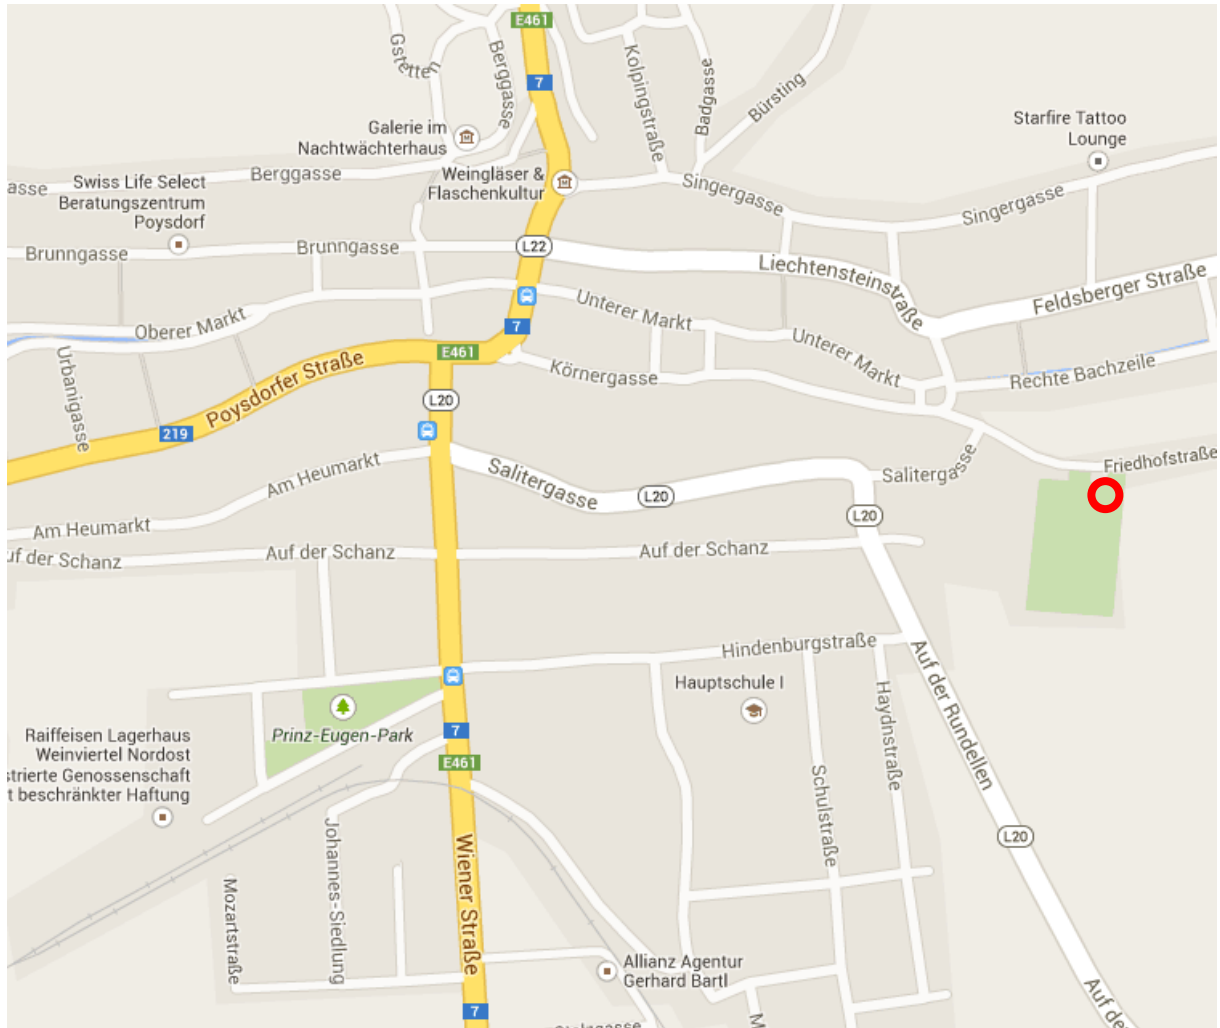 E461
Gstetten
Berggasse
7
Kolpingstraße
Badgasse
Bürsting
Starfire Tattoo
Lounge
Galerie im
Nachtwächterhaus
Berggasse
asse
Weingläser &
Flaschenkultur
Singergasse
Singergasse
Swiss Life Select
Beratungszentrum
Poysdorf
Brunngasse
Brunngasse
L22
Liechtensteinstraße
Feldsberger Straße
Oberer Markt
Unterer Markt
7
Unterer Markt
E461
Körnergasse
Rechte Bachzeile
Urbanigasse
Poysdorfer Straße
L20
219
Am Heumarkt
Salitergasse
L20
Salitergasse
Friedhofstraße
Am Heumarkt
L20
uf der Schanz
Auf der Schanz
Auf der Schanz
Hindenburgstraße
Auf der Rundellen
Hauptschule I
Haydnstraße
Prinz-Eugen-Park
7
E461
Raiffeisen Lagerhaus
Weinviertel Nordost
strierte Genossenschaft
t beschränkter Haftung
Schulstraße
L20
Johannes-Siedlung
Wiener Straße
Mozartstraße
Allianz Agentur
Gerhard Bartl
7
M
Auf de